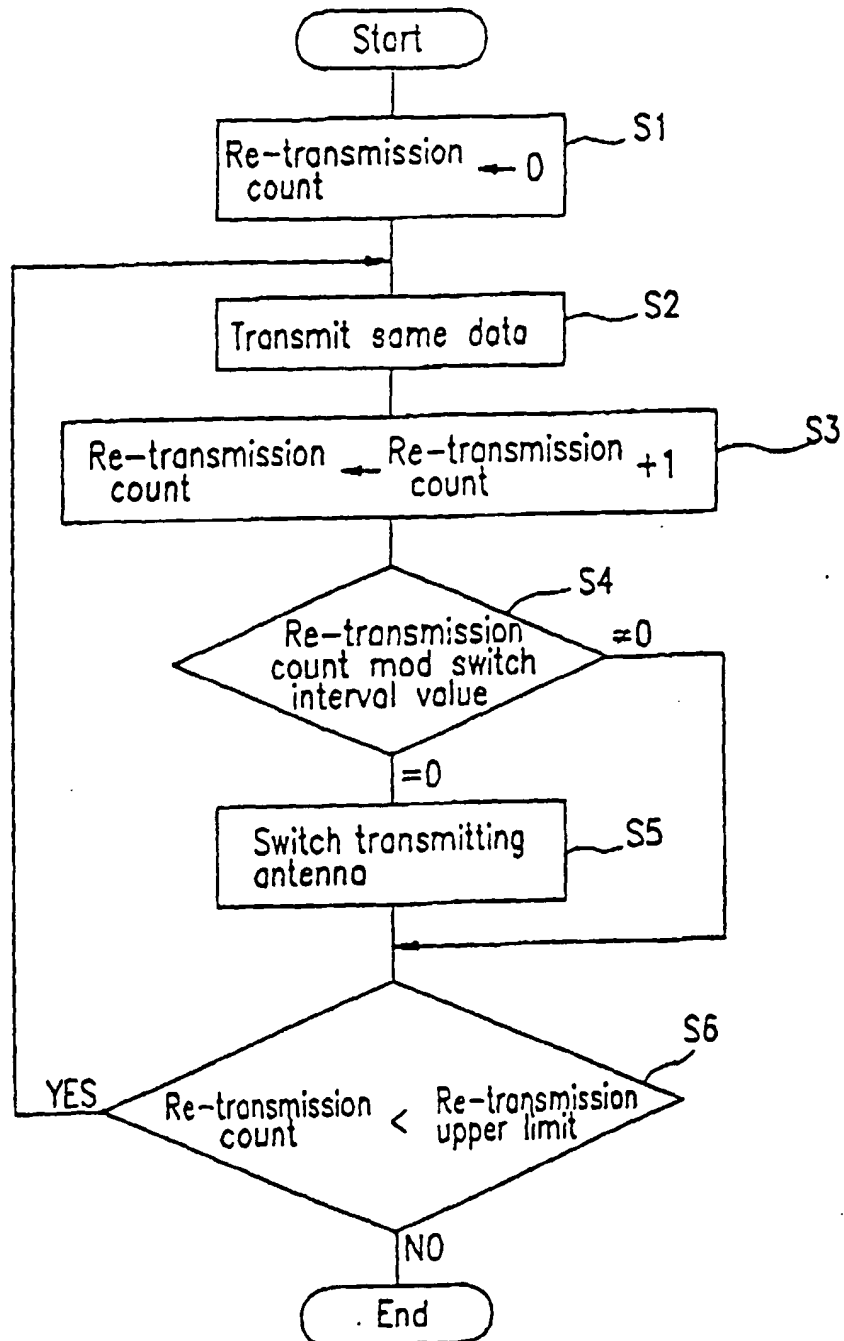 Start
S1
Re-transmission
count ← 0
S2
Transmit same data
S3
Re-transmission ← Re-transmission +1
count count
S4
Re-transmission
count mod switch
interval value
≠0
=0
Switch transmitting
antenna
S5
S6
YES
Re-transmission < Re-transmission
count upper limit
NO
End